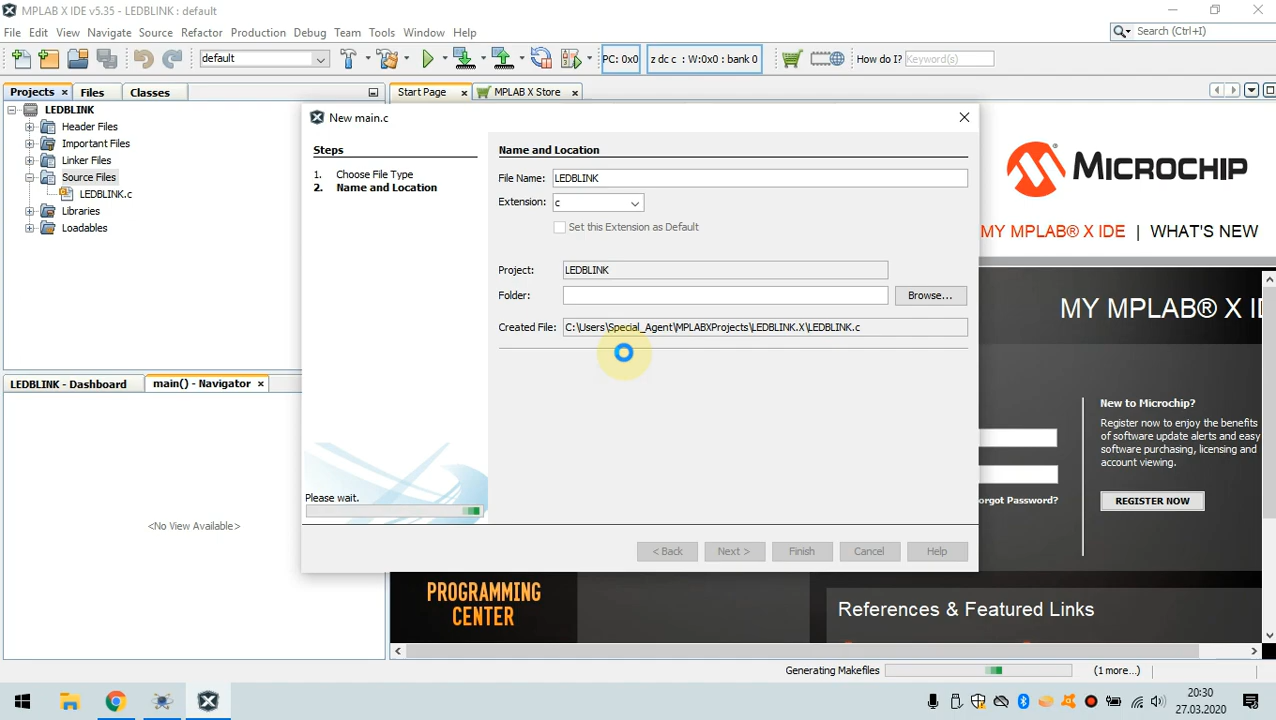 MPLAB X IDE v5.35 - LEDBLINK : default
File Edit View Navigate Source Refactor Production Debug Team Tools Window Help
Search (Ctrl+I)
default
PC: 0x0
z dc c : W:0x0 : bank 0
How do I? Keyword(s)
Projects Files Classes
Start Page MPLAB X Store
LEDBLINK
Header Files
Important Files
Linker Files
Source Files
LEDBLINK.c
Libraries
Loadables
New main.c
Steps
1. Choose File Type
2. Name and Location
Name and Location
File Name: LEDBLINK
Extension: c
Set this Extension as Default
Project: LEDBLINK
Folder:
Browse...
Created File: C:\Users\Special_Agent\MPLABXProjects\LEDBLINK.X\LEDBLINK.c
Please wait.
< Back Next > Finish Cancel Help
MICROCHIP
MY MPLAB® X IDE | WHAT'S NEW
MY MPLAB® X
New to Microchip?
Register now to enjoy the benefits
of software update alerts and easy
software purchasing, licensing and
account viewing.
orgot Password?
REGISTER NOW
LEDBLINK - Dashboard main() - Navigator
<No View Available>
PROGRAMMING
CENTER
References & Featured Links
Generating Makefiles (1 more...)
20:30
27.03.2020